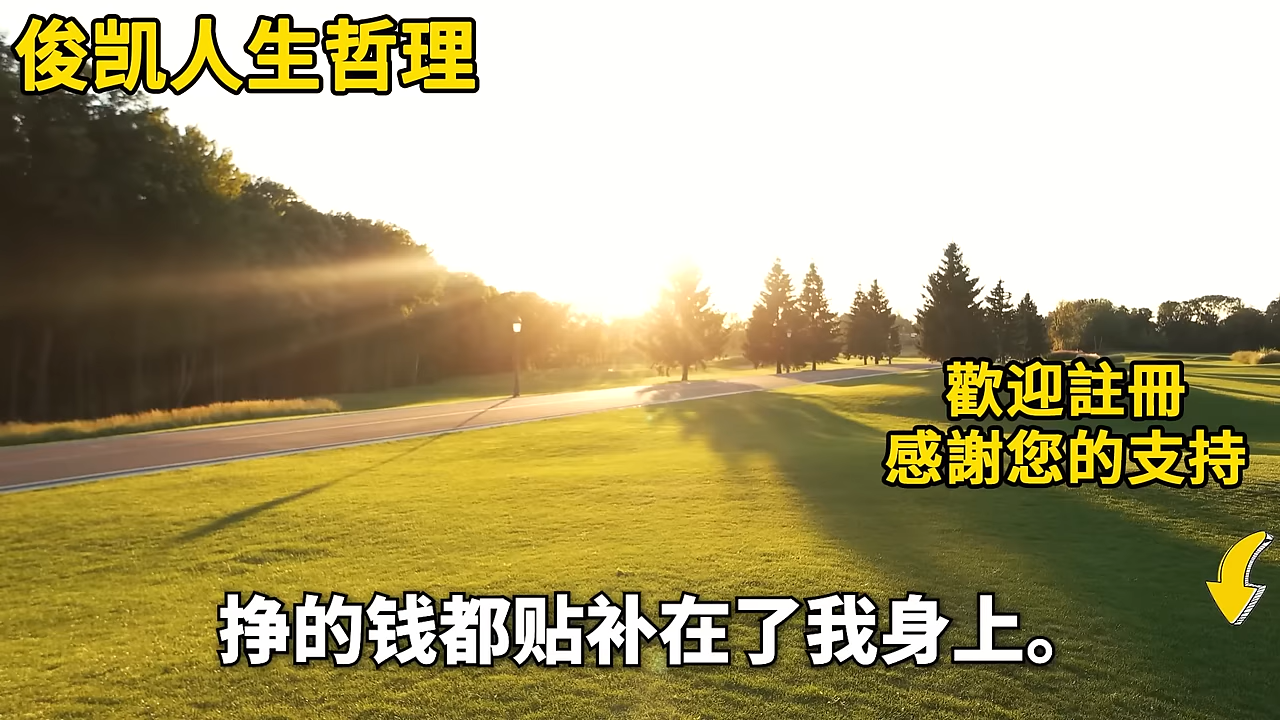 俊凯人生哲理
歡迎註冊
感謝您的支持
挣的钱都贴补在了我身上。